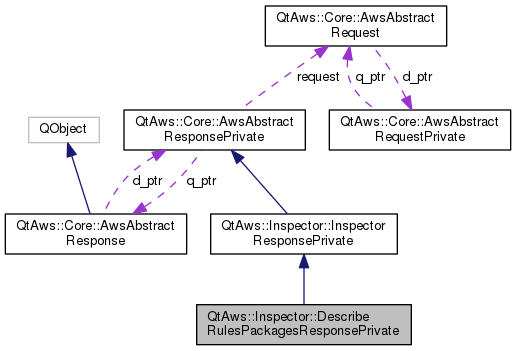 QtAws::Core::AwsAbstract
Request
request
q_ptr
d_ptr
QObject
QtAws::Core::AwsAbstract
ResponsePrivate
QtAws::Core::AwsAbstract
RequestPrivate
d_ptr
q_ptr
QtAws::Core::AwsAbstract
Response
QtAws::Inspector::Inspector
ResponsePrivate
QtAws::Inspector::Describe
RulesPackagesResponsePrivate